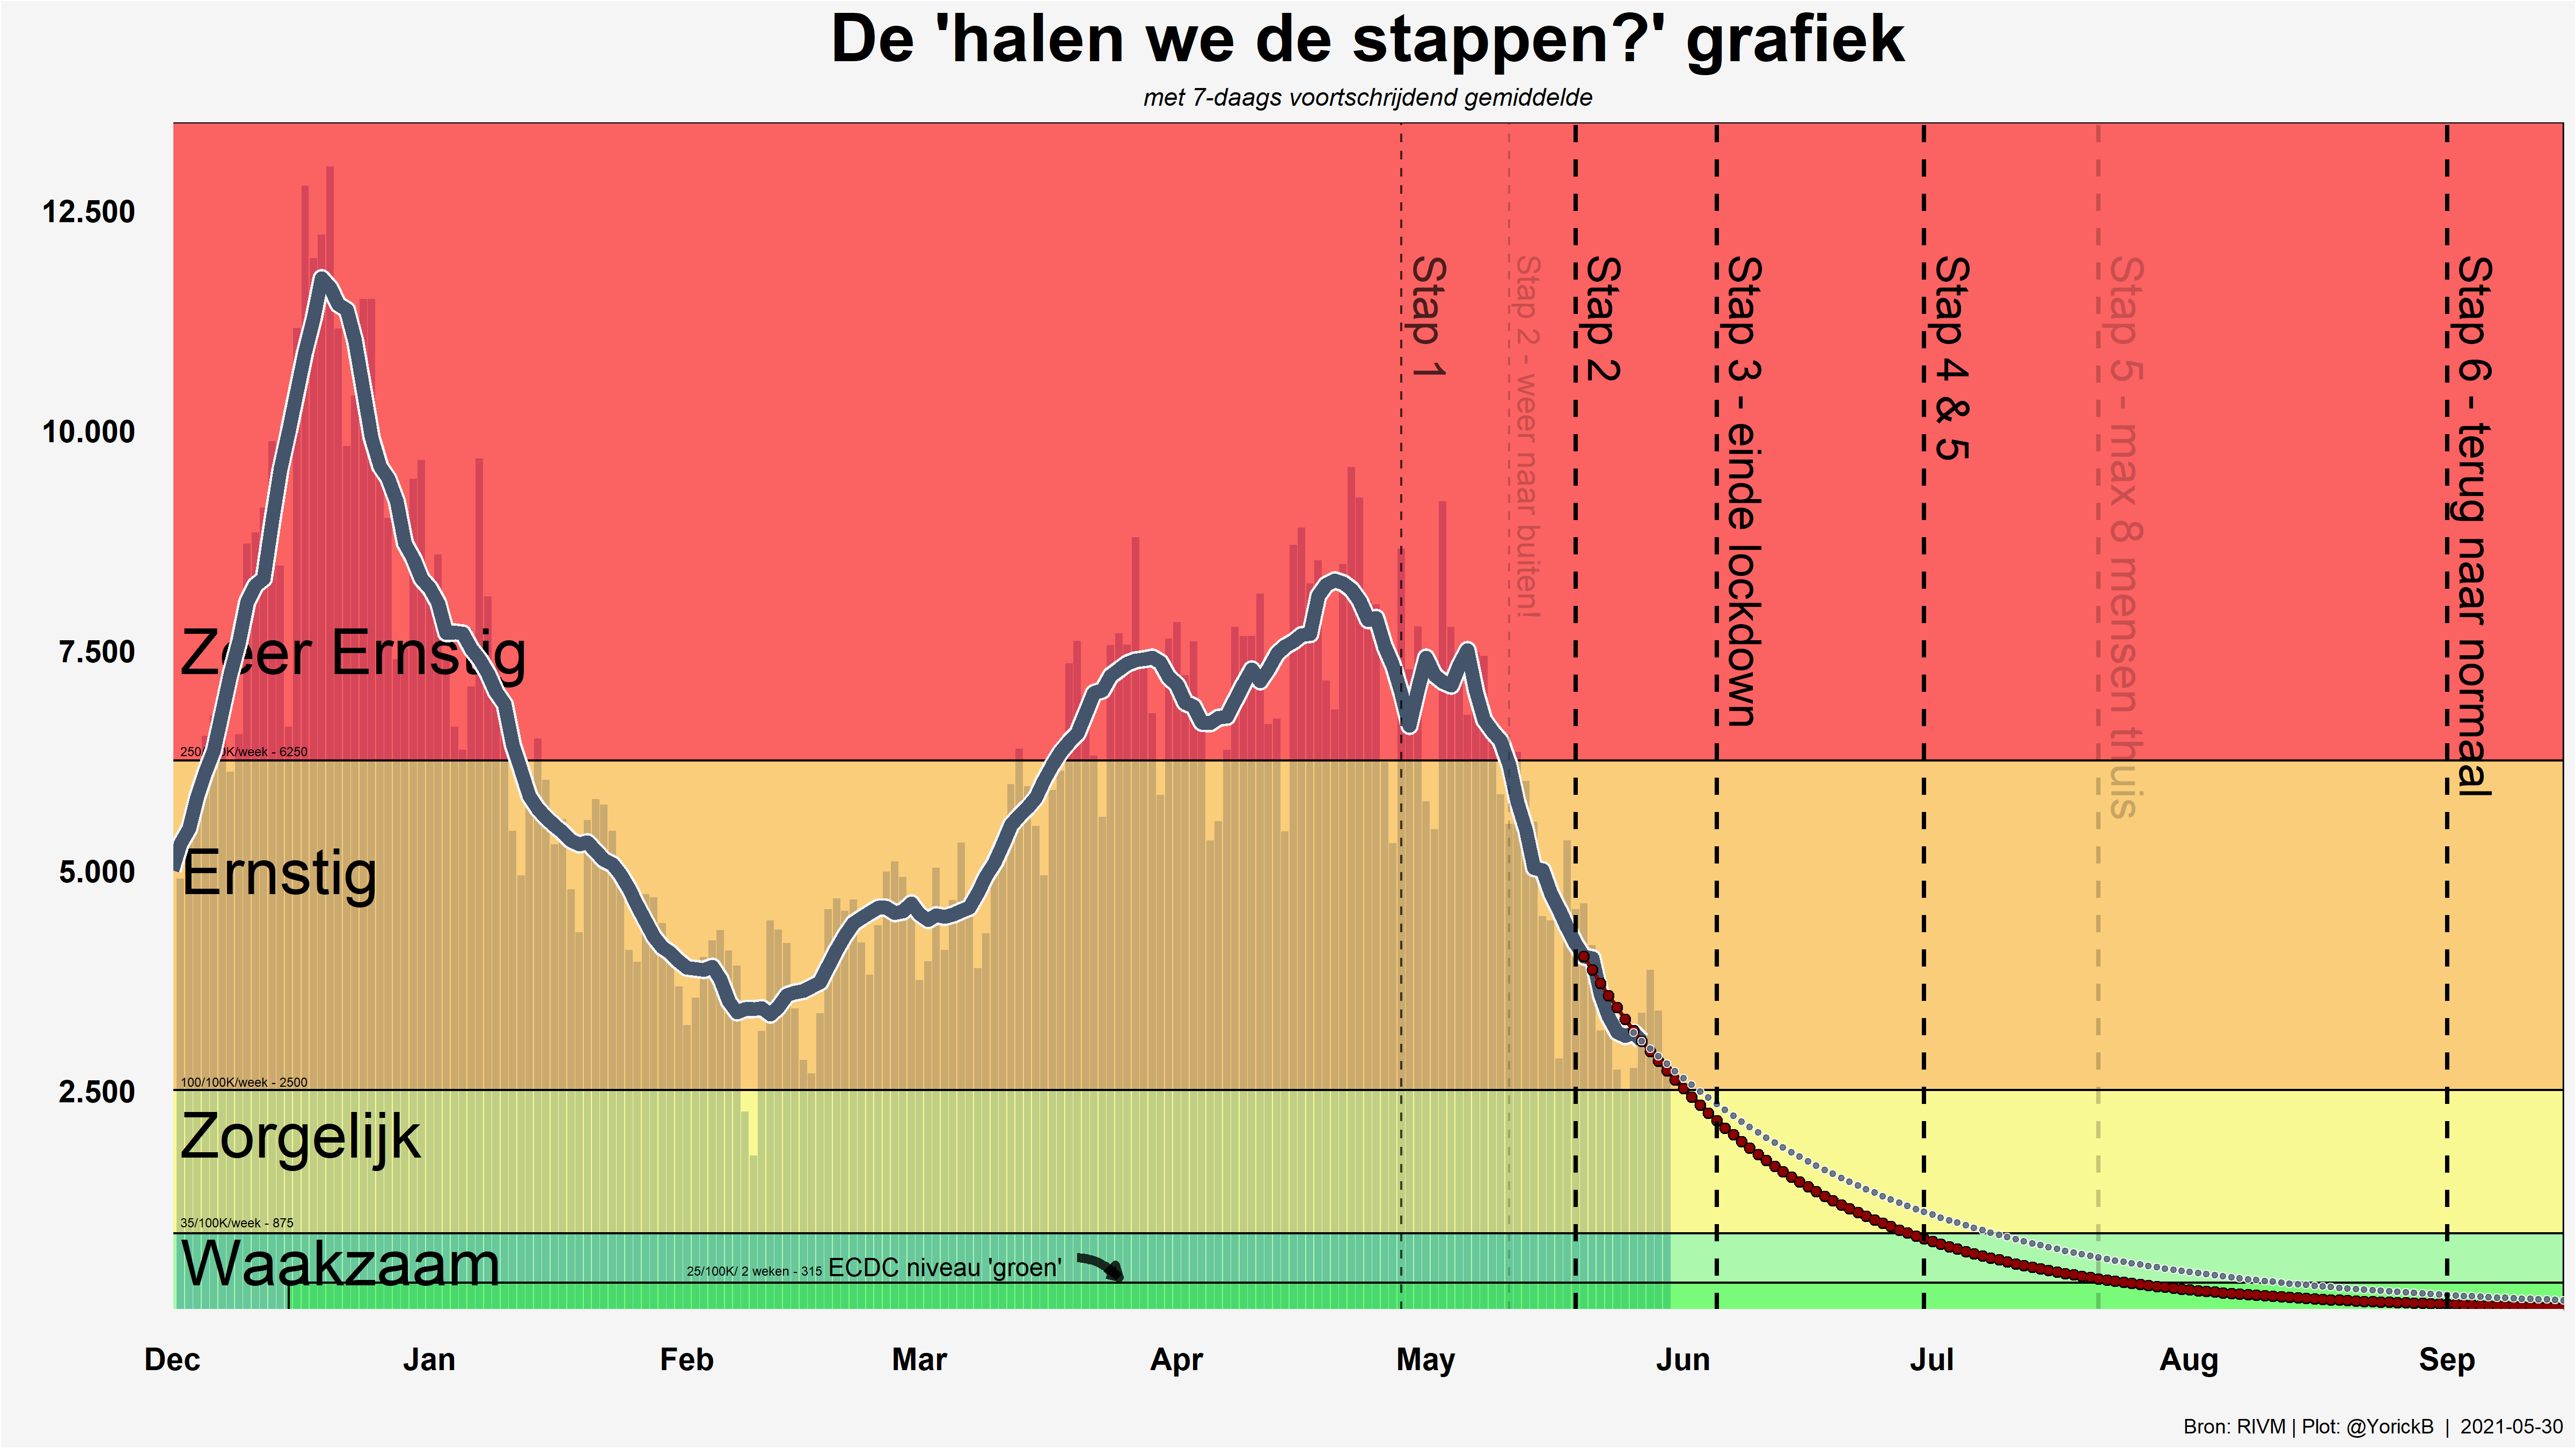 De 'halen we de stappen?' grafiek
met 7-daags voortschrijdend gemiddelde
12.500
10.000
7.500
5.000
2.500
Stap 1
Stap 2 - weer naar buiten!
Stap 2
Stap 3 - einde lockdown
Stap 4 & 5
Stap 5 - max 8 mensen thuis
Stap 6 - terug naar normaal
Zeer Ernstig
250/100K/week - 6250
Ernstig
100/100K/week - 2500
Zorgelijk
35/100K/week - 875
Waakzaam
25/100K/ 2 weken - 315 ECDC niveau 'groen'
Dec Jan Feb Mar Apr May Jun Jul Aug Sep
Bron: RIVM | Plot: @YorickB | 2021-05-30